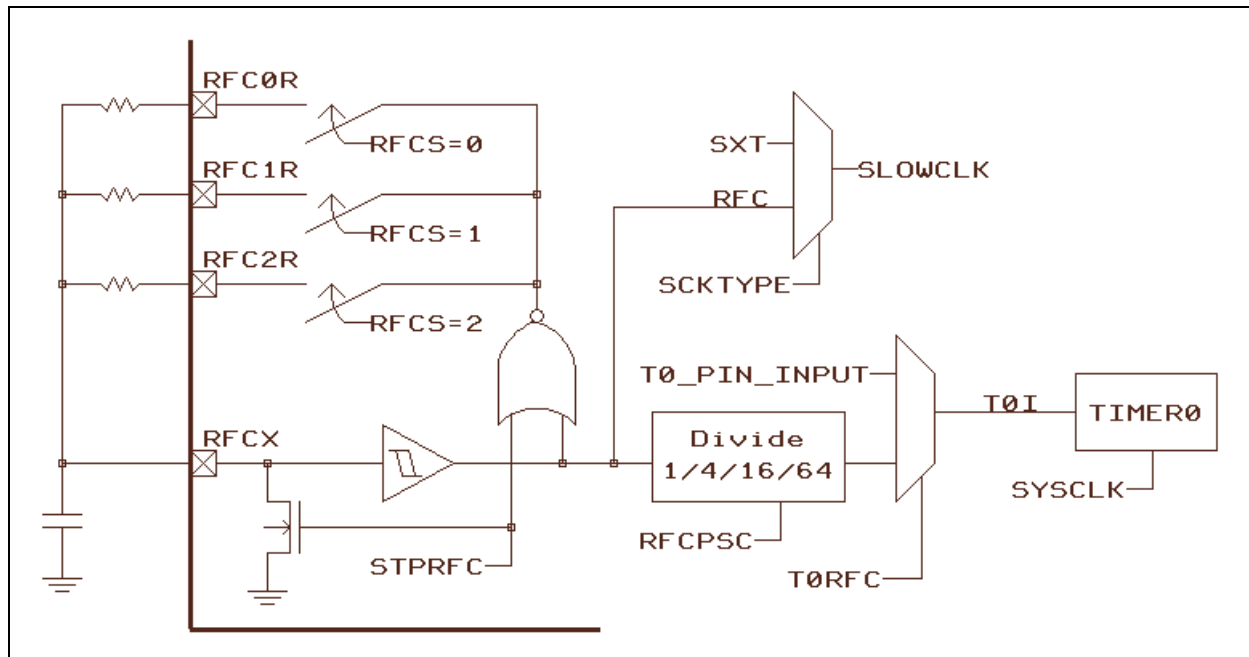 RFC0R
RFCS=0
RFC1R
RFCS=1
RFC2R
RFCS=2
SXT
RFC
SLOWCLK
SCKTYPE
T0_PIN_INPUT
T0I
TIMER0
RFCX
Divide
1/4/16/64
SYSCLK
RFCPSC
STPRFC
T0RFC